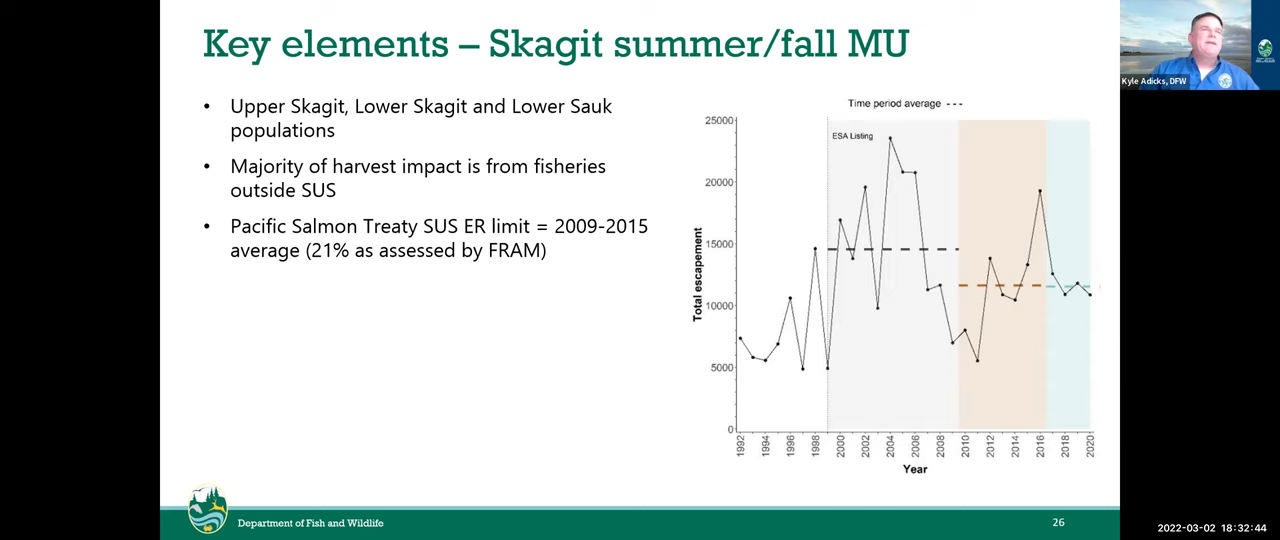 Key elements – Skagit summer/fall MU
• Upper Skagit, Lower Skagit and Lower Sauk
populations
• Majority of harvest impact is from fisheries
outside SUS
• Pacific Salmon Treaty SUS ER limit = 2009-2015
average (21% as assessed by FRAM)
Time period average ---
ESA Listing
Total escapement
25000
20000
15000
10000
5000
0
1992
1994
1996
1998
2000
2002
2004
2006
2008
2010
2012
2014
2016
2018
2020
Year
Kyle Adicks, DFW
Department of Fish and Wildlife
26
2022-03-02 18:32:44